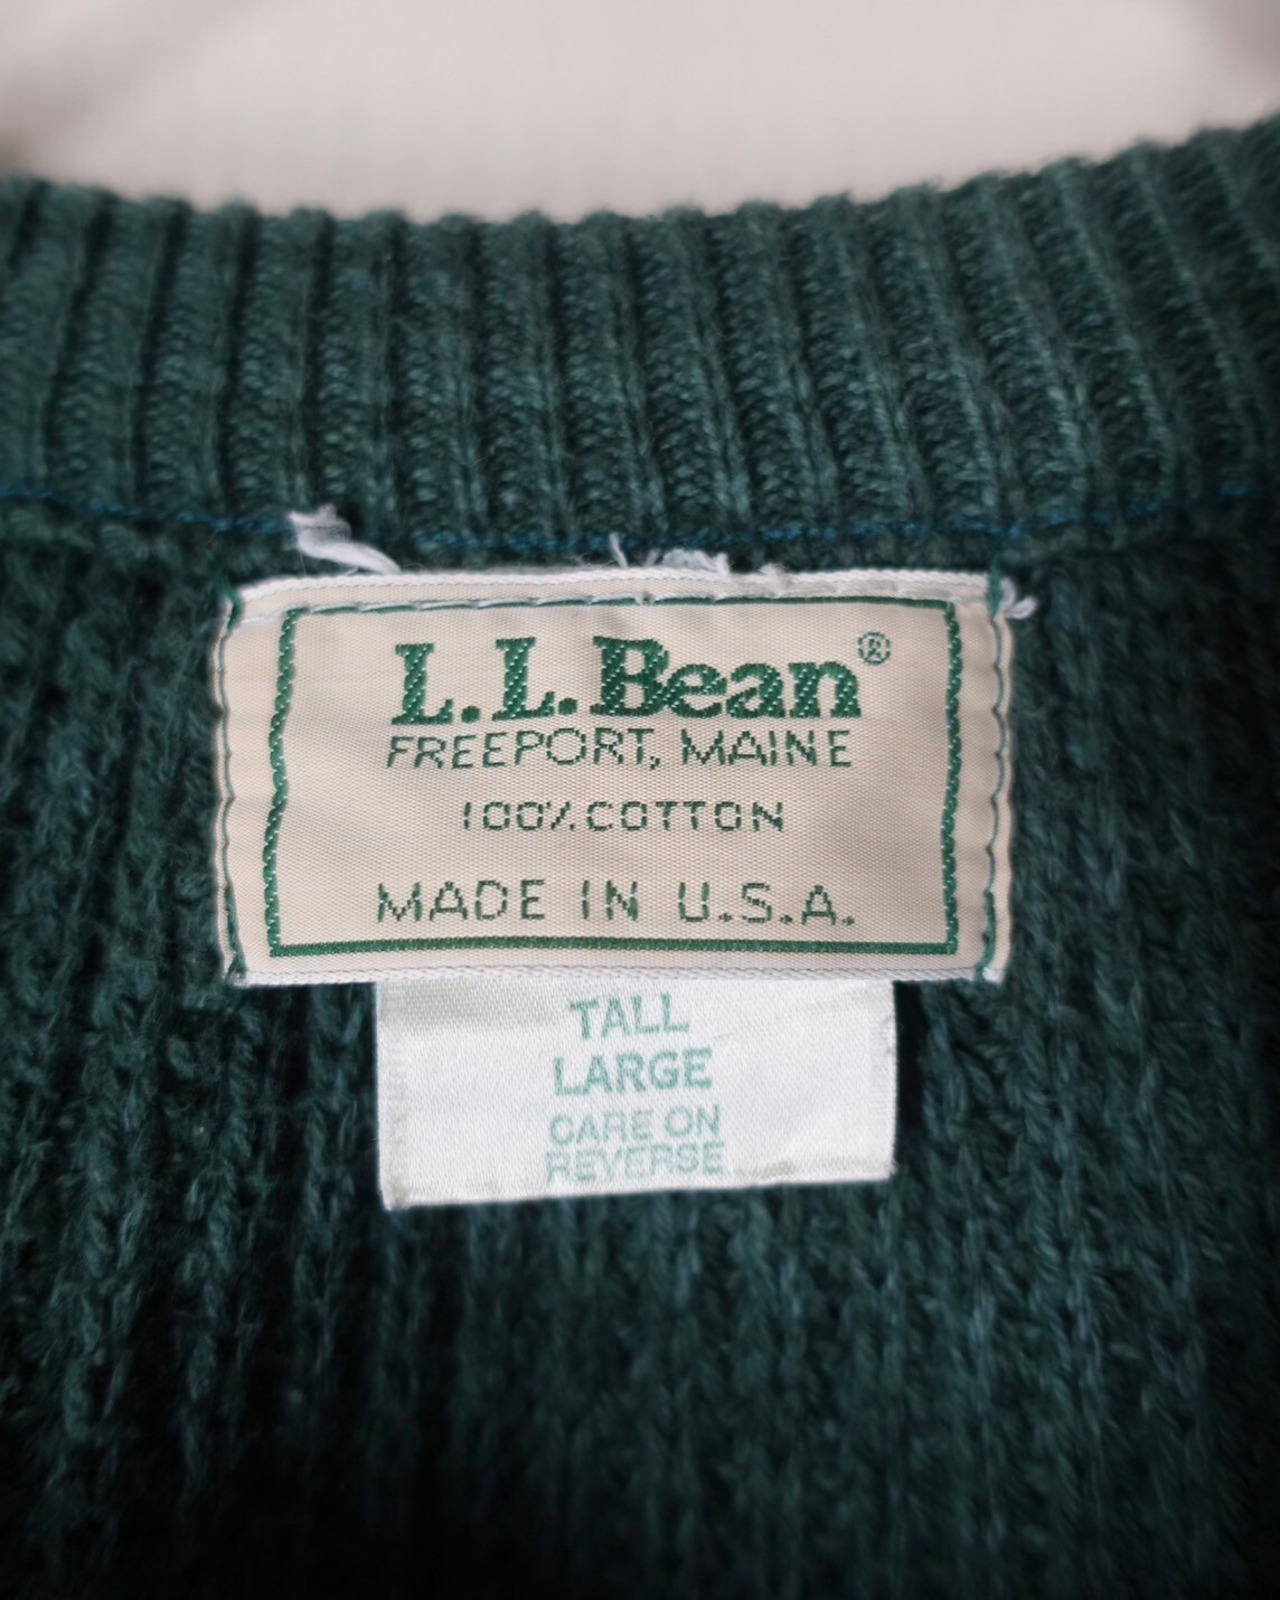 L.L.Bean®
FREEPORT, MAINE
100% COTTON
MADE IN U.S.A.
TALL
LARGE
CARE ON
REVERSE